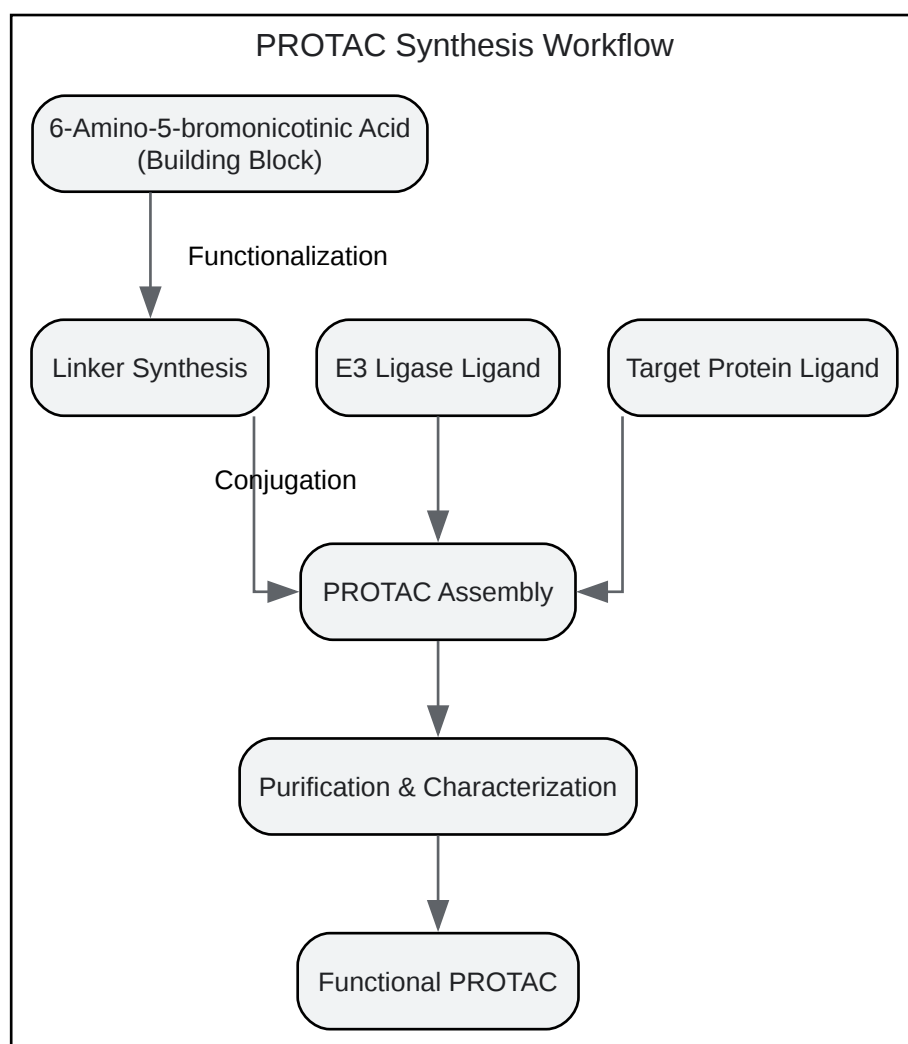 PROTAC Synthesis Workflow
6-Amino-5-bromonicotinic Acid
(Building Block)
Functionalization
Linker Synthesis
E3 Ligase Ligand
Target Protein Ligand
Conjugation
PROTAC Assembly
Purification & Characterization
Functional PROTAC